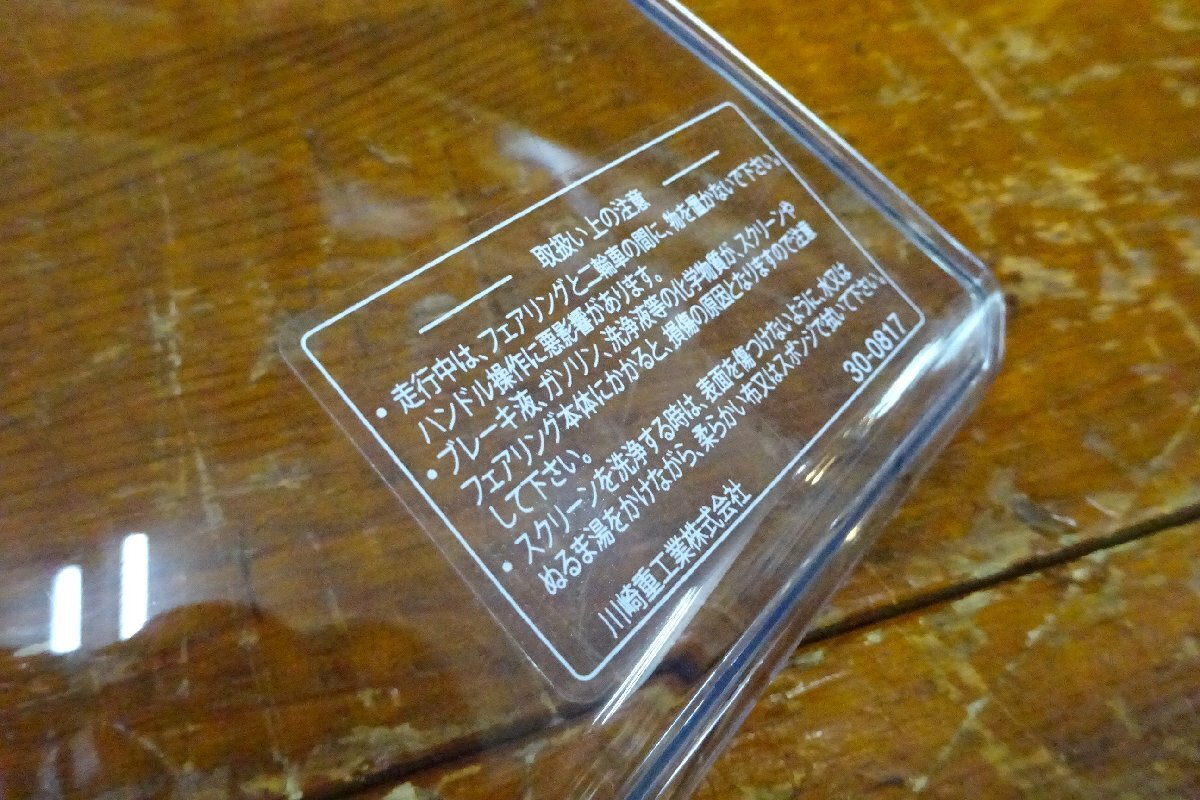 取扱い上の注意
• 走行中は、フェアリングと二輪車の間に、物を置かないで下さい。
ハンドル操作に悪影響があります。
• ブレーキ液、ガソリン、洗浄液等の化学物質が、スクリーンや
フェアリング本体にかかると、損傷の原因となりますので注意
して下さい。
• スクリーンを洗浄する時は、表面を傷つけないように、水又は
ぬるま湯をかけながら、柔らかい布又はスポンジで拭いて下さい。
川崎重工業株式会社
30-0817